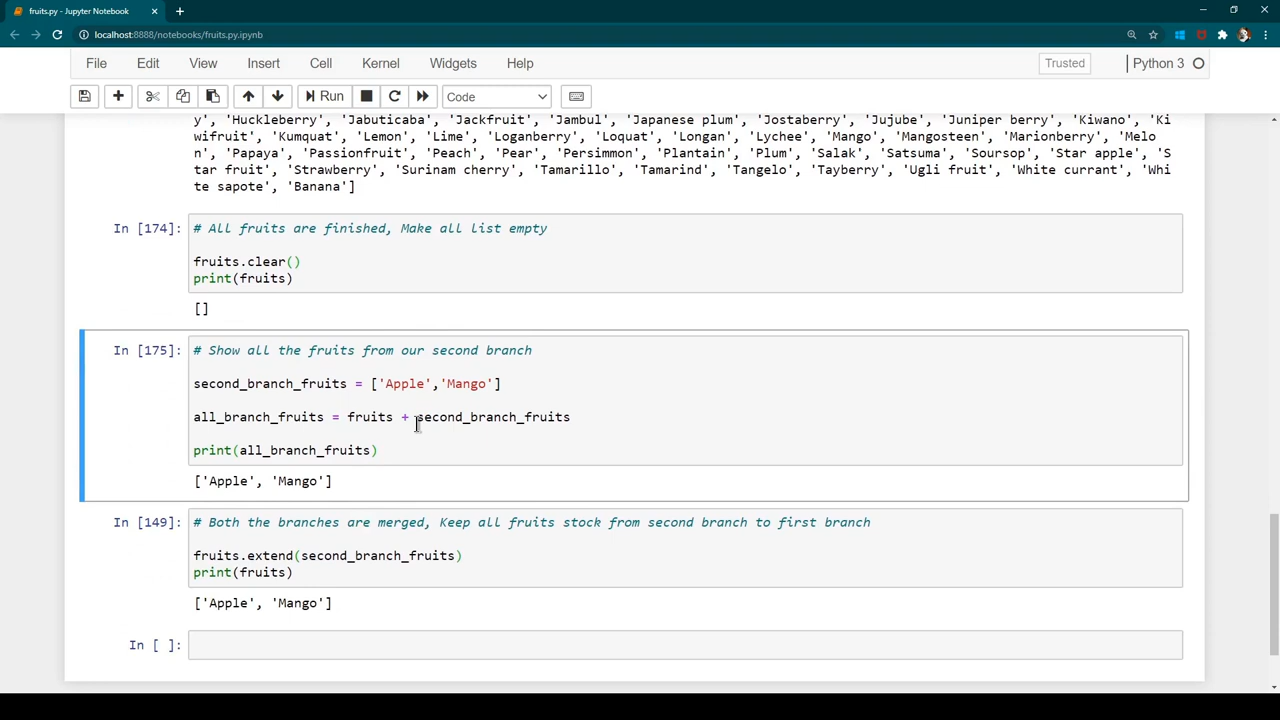 fruits.py - Jupyter Notebook
localhost:8888/notebooks/fruits.py.ipynb
File Edit View Insert Cell Kernel Widgets Help Trusted Python 3
Run Code
y', 'Huckleberry', 'Jabuticaba', 'Jackfruit', 'Jambul', 'Japanese plum', 'Jostaberry', 'Jujube', 'Juniper berry', 'Kiwano', 'Ki
wifruit', 'Kumquat', 'Lemon', 'Lime', 'Loganberry', 'Loquat', 'Longan', 'Lychee', 'Mango', 'Mangosteen', 'Marionberry', 'Melo
n', 'Papaya', 'Passionfruit', 'Peach', 'Pear', 'Persimmon', 'Plantain', 'Plum', 'Salak', 'Satsuma', 'Soursop', 'Star apple', 'S
tar fruit', 'Strawberry', 'Surinam cherry', 'Tamarillo', 'Tamarind', 'Tangelo', 'Tayberry', 'Ugli fruit', 'White currant', 'Whi
te sapote', 'Banana']
In [174]: # All fruits are finished, Make all list empty
fruits.clear()
print(fruits)
[]
In [175]: # Show all the fruits from our second branch
second_branch_fruits = ['Apple','Mango']
all_branch_fruits = fruits + second_branch_fruits
print(all_branch_fruits)
['Apple', 'Mango']
In [149]: # Both the branches are merged, Keep all fruits stock from second branch to first branch
fruits.extend(second_branch_fruits)
print(fruits)
['Apple', 'Mango']
In [ ]: